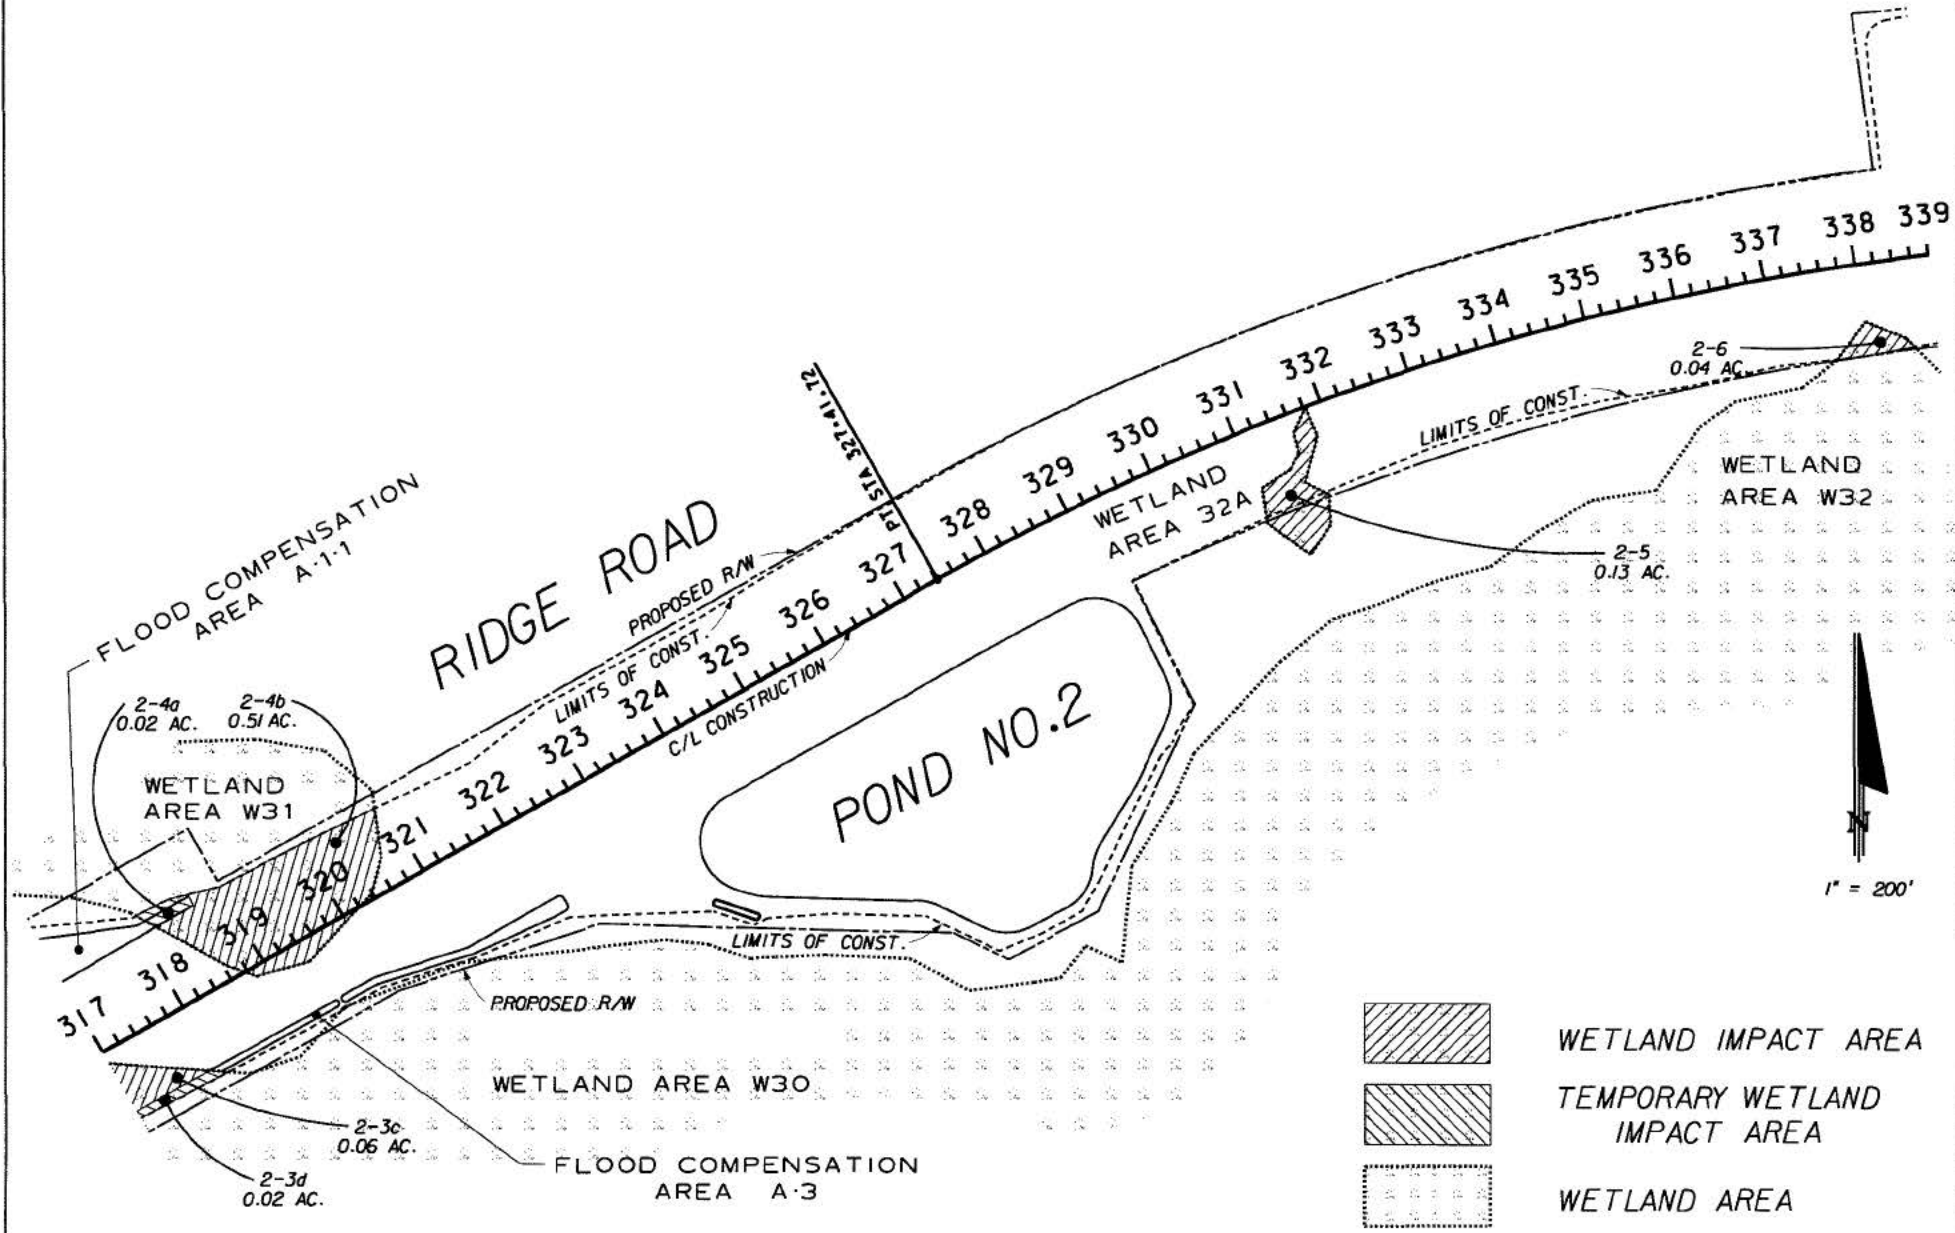 339
338
337
336
335
334
333
332
331
330
329
328
327
326
325
324
323
322
321
320
319
318
317
2-6
0.04 AC.
LIMITS OF CONST.
PT STA 327+41.72
WETLAND
AREA 32A
WETLAND
AREA W32
2-5
0.13 AC.
FLOOD COMPENSATION
AREA A-1-1
RIDGE ROAD
PROPOSED R/W
LIMITS OF CONST.
C/L CONSTRUCTION
2-4a
0.02 AC.
2-4b
0.51 AC.
WETLAND
AREA W31
POND NO.2
N
1" = 200'
LIMITS OF CONST.
PROPOSED R/W
WETLAND AREA W30
2-3c
0.06 AC.
2-3d
0.02 AC.
FLOOD COMPENSATION
AREA A-3
WETLAND IMPACT AREA
TEMPORARY WETLAND
IMPACT AREA
WETLAND AREA